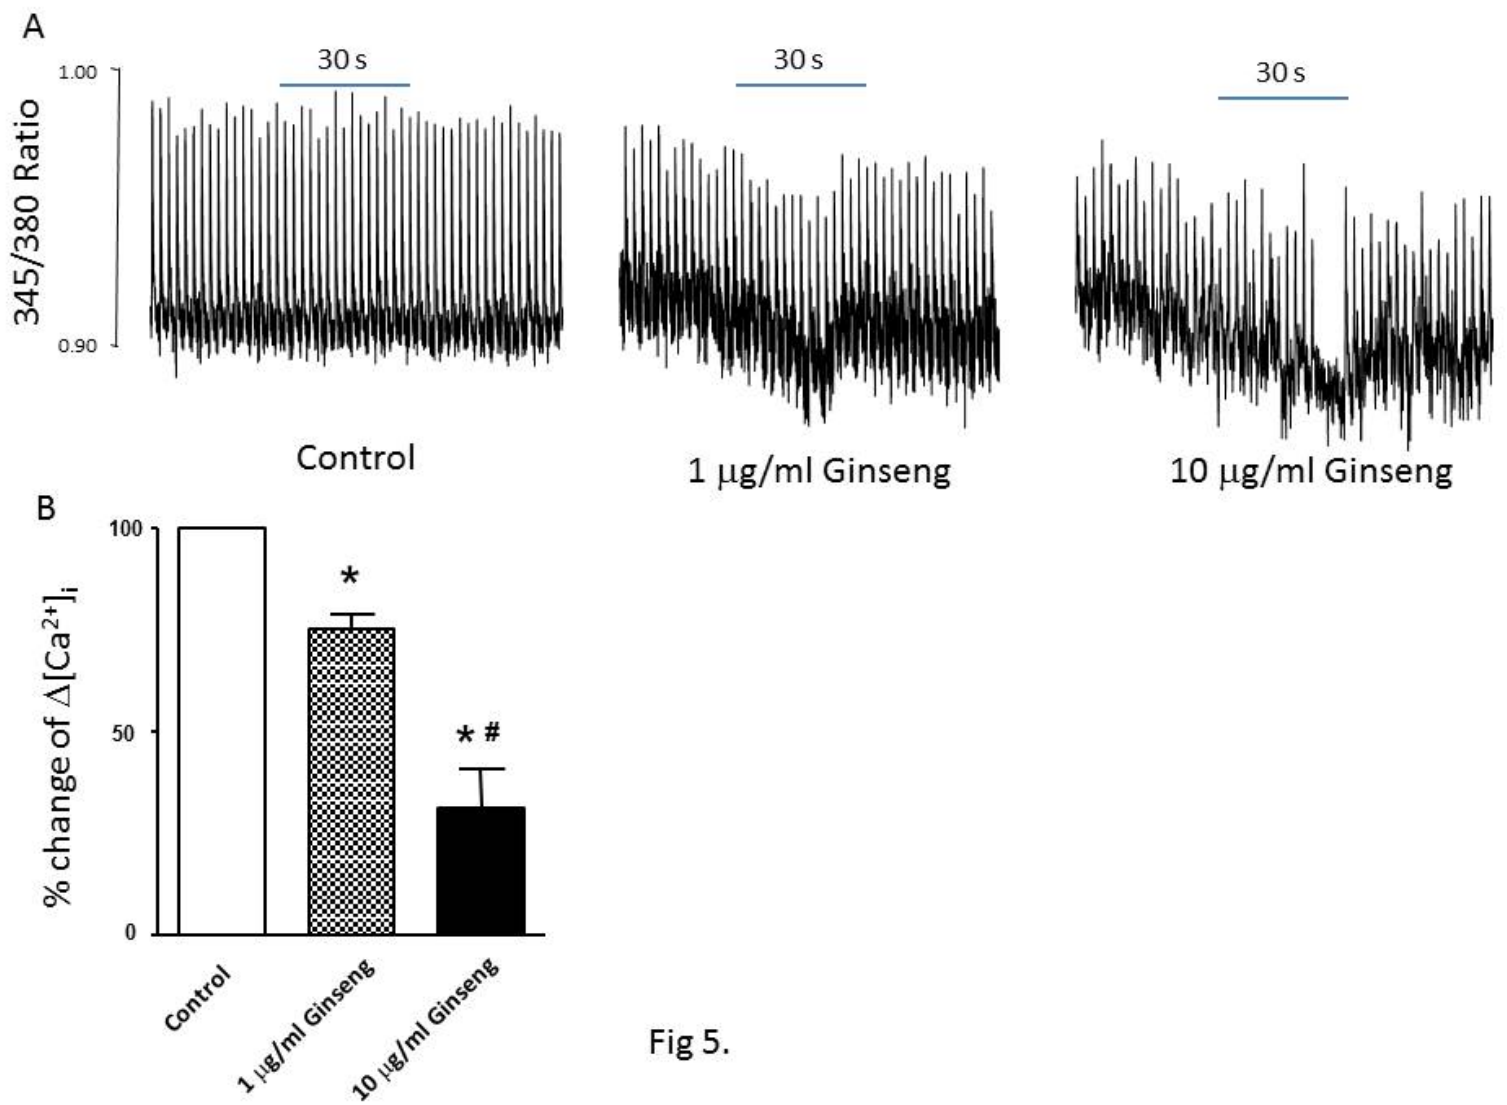 A
30 s
30 s
30 s
1.00
345/380 Ratio
0.90
Control
1 μg/ml Ginseng
10 μg/ml Ginseng
B
100
*
% change of Δ[Ca²⁺]ᵢ
50
* #
0
Control
1 μg/ml Ginseng
10 μg/ml Ginseng
Fig 5.